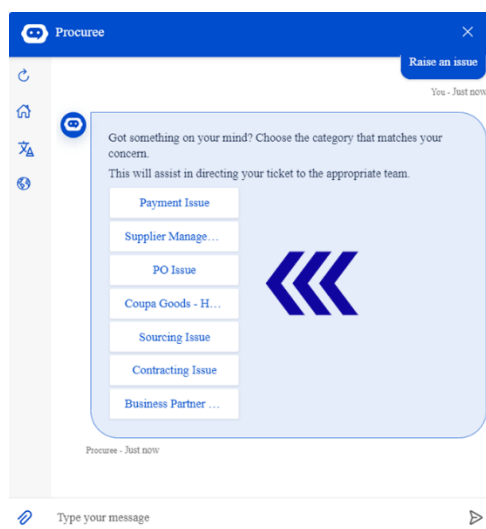 Procuree
Raise an issue
You - Just now
Got something on your mind? Choose the category that matches your
concern.
This will assist in directing your ticket to the appropriate team.
Payment Issue
Supplier Manage...
PO Issue
Coupa Goods - H...
Sourcing Issue
Contracting Issue
Business Partner ...
Procuree - Just now
Type your message